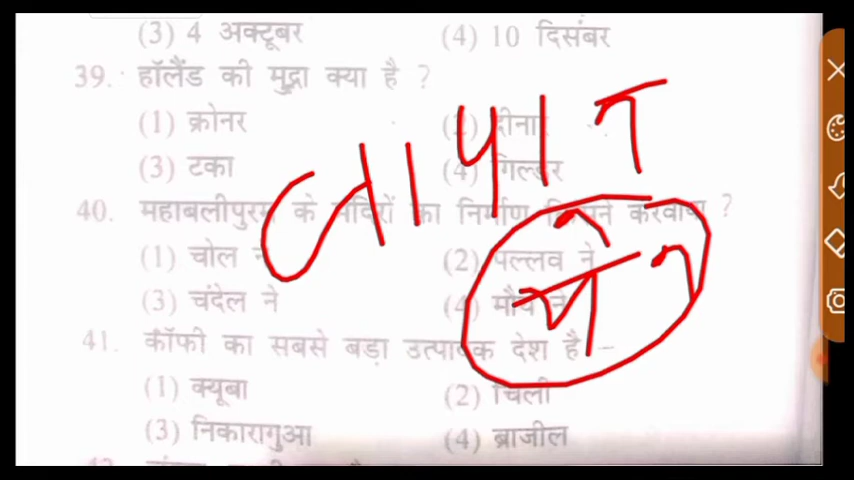 (3) 4 अक्टूबर (4) 10 दिसंबर
39. हॉलैंड की मुद्रा क्या है ?
(1) क्रोनर (2) दीनार
(3) टका (4) गिल्डर
40. महाबलीपुरम के मंदिरों का निर्माण किसने करवाया ?
(1) चोल ने (2) पल्लव ने
(3) चंदेल ने (4) मौर्य ने
41. कॉफी का सबसे बड़ा उत्पादक देश है –
(1) क्यूबा (2) चिली
(3) निकारागुआ (4) ब्राजील